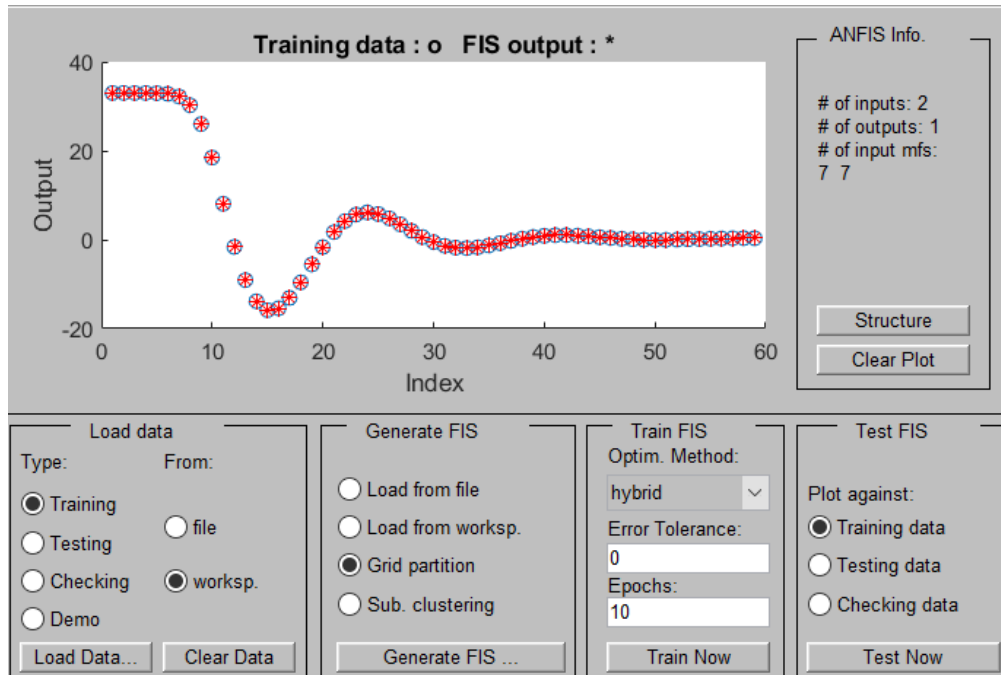 Training data : o   FIS output : *
40
20
0
-20
0
10
20
30
40
50
60
Output
Index
ANFIS Info.
# of inputs: 2
# of outputs: 1
# of input mfs:
7  7
Structure
Clear Plot
Load data
Type:
From:
Training
Testing
Checking
Demo
file
worksp.
Load Data...
Clear Data
Generate FIS
Load from file
Load from worksp.
Grid partition
Sub. clustering
Generate FIS ...
Train FIS
Optim. Method:
hybrid
Error Tolerance:
0
Epochs:
10
Train Now
Test FIS
Plot against:
Training data
Testing data
Checking data
Test Now